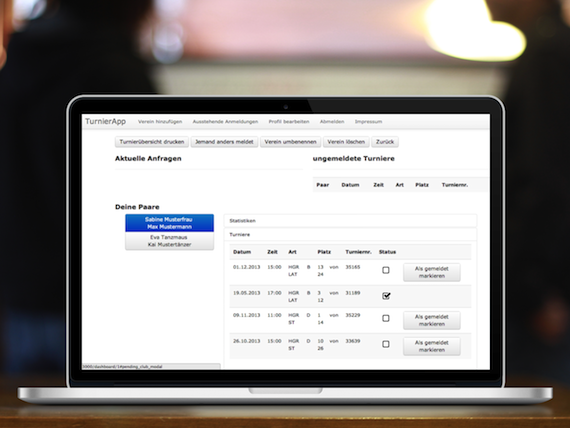 TurnierApp Verein hinzufügen Ausstehende Anmeldungen Profil bearbeiten Abmelden Impressum
Turnierübersicht drucken Jemand anders meldet Verein umbenennen Verein löschen Zurück
Aktuelle Anfragen
ungemeldete Turniere
Paar Datum Zeit Art Platz Turniernr.
Deine Paare
Sabine Musterfrau
Max Mustermann
Eva Tanzmaus
Kai Mustertänzer
Statistiken
Turniere
Datum Zeit Art Platz Turniernr. Status
01.12.2013 15:00 HGR B 13 von 35165 Als gemeldet
LAT 24 markieren
19.05.2013 17:00 HGR B 3 von 31189
LAT 12
09.11.2013 11:00 HGR D 1 von 35229 Als gemeldet
ST 14 markieren
26.10.2013 15:00 HGR D 10 von 33639 Als gemeldet
ST 26 markieren